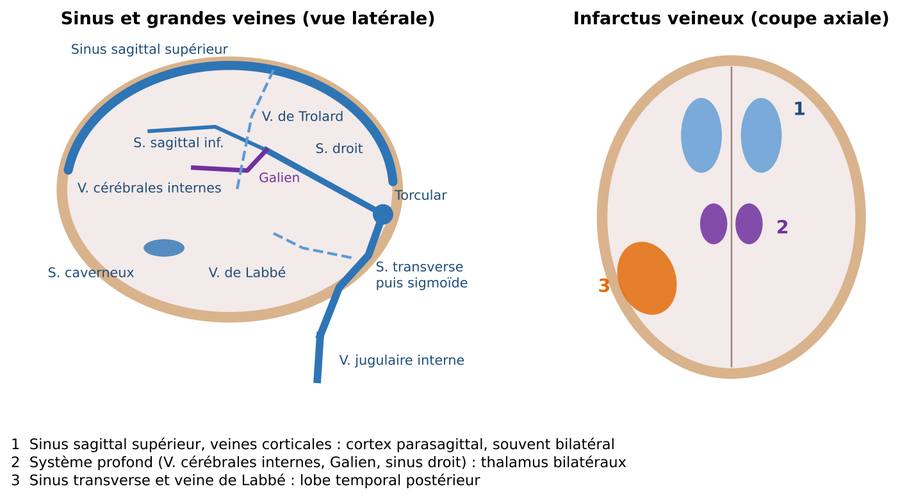 Sinus et grandes veines (vue latérale)
Infarctus veineux (coupe axiale)
Sinus sagittal supérieur
V. de Trolard
S. sagittal inf.
S. droit
Galien
V. cérébrales internes
Torcular
S. caverneux
V. de Labbé
S. transverse
puis sigmoïde
V. jugulaire interne
1
2
3
1 Sinus sagittal supérieur, veines corticales : cortex parasagittal, souvent bilatéral
2 Système profond (V. cérébrales internes, Galien, sinus droit) : thalamus bilatéraux
3 Sinus transverse et veine de Labbé : lobe temporal postérieur